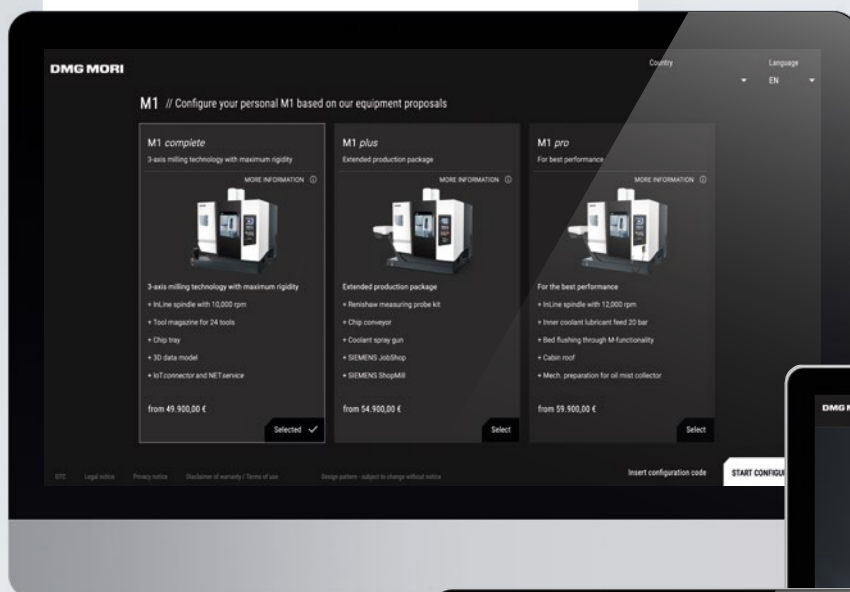 DMG MORI
Country
Language
EN
M1 // Configure your personal M1 based on our equipment proposals
M1 complete
3-axis milling technology with maximum rigidity
MORE INFORMATION
3-axis milling technology with maximum rigidity
+ InLine spindle with 10,000 rpm
+ Tool magazine for 24 tools
+ Chip tray
+ 3D data model
+ IoTconnector and NETservice
from 49.900,00 €
Selected
M1 plus
Extended production package
MORE INFORMATION
Extended production package
+ Renishaw measuring probe kit
+ Chip conveyor
+ Coolant spray gun
+ SIEMENS JobShop
+ SIEMENS ShopMill
from 54.900,00 €
Select
M1 pro
For best performance
MORE INFORMATION
For the best performance
+ InLine spindle with 12,000 rpm
+ Inner coolant lubricant feed 20 bar
+ Bed flushing through M-functionality
+ Cabin roof
+ Mech. preparation for oil mist collector
from 59.900,00 €
Select
GTC Legal notice Privacy notice Disclaimer of warranty / Terms of use Design pattern - subject to change without notice
Insert configuration code
START CONFIGU
DMG M